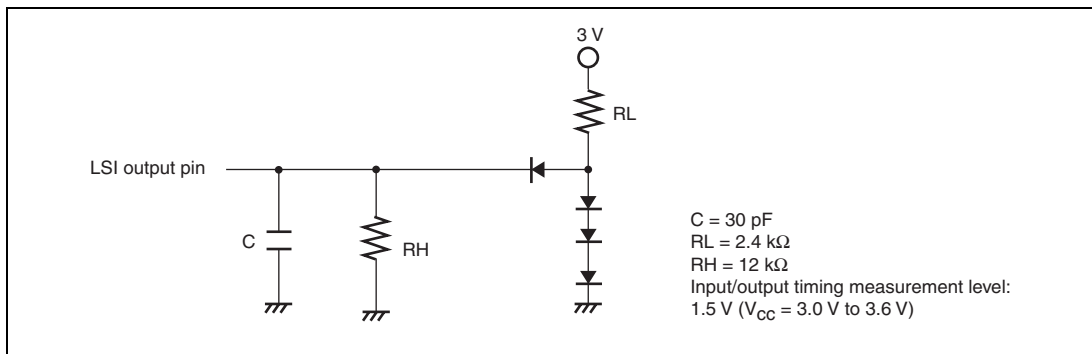 3 V
RL
LSI output pin
C
RH
C = 30 pF
RL = 2.4 kΩ
RH = 12 kΩ
Input/output timing measurement level:
1.5 V (VCC = 3.0 V to 3.6 V)